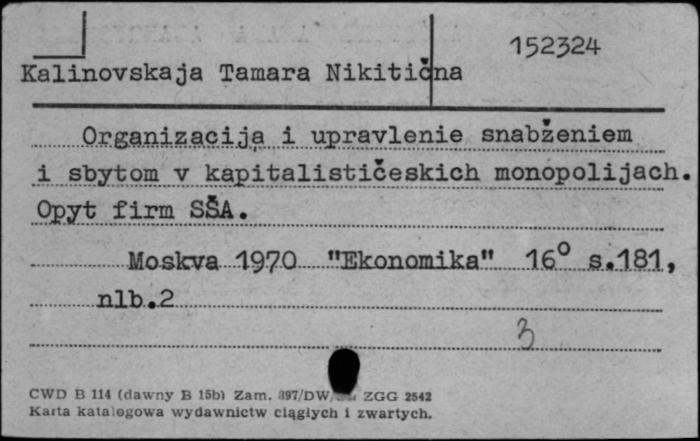 152324
Kalinovskaja Tamara Nikitična
Organizacija i upravlenie snabženiem
i sbytom v kapitalističeskich monopolijach.
Opyt firm SŠA.
Moskva 1970 "Ekonomika" 16° s.181,
nlb.2
3
CWD B 114 (dawny B 15b) Zam. 397/DW ZGG 2542
Karta katalogowa wydawnictw ciągłych i zwartych.